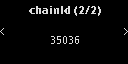 chainId (2/2)
< 35036 >